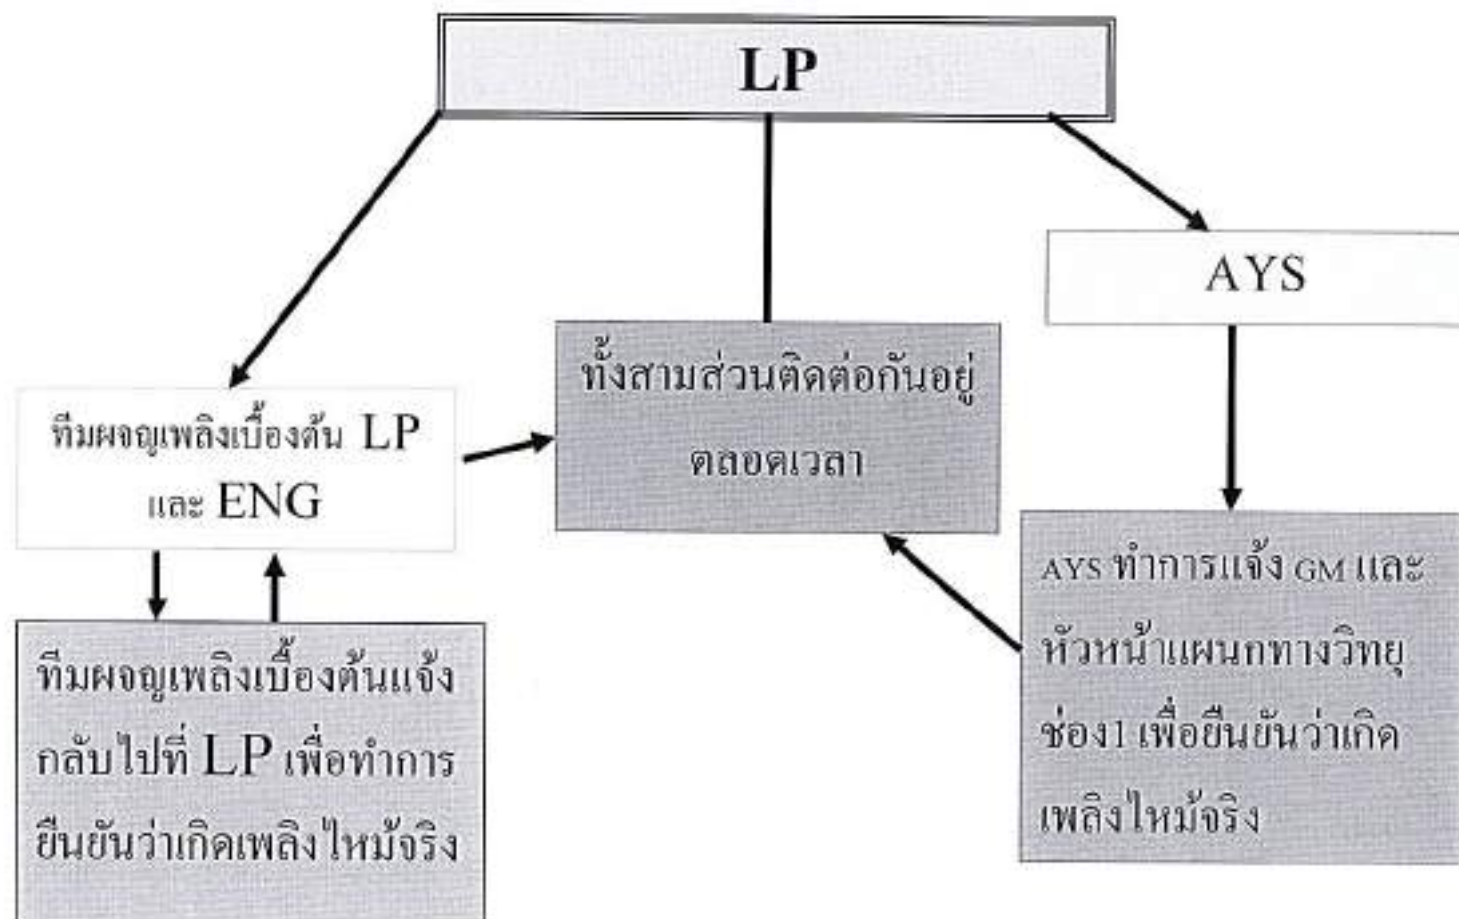 LP
AYS
ทั้งสามส่วนติดต่อกันอยู่
ตลอดเวลา
ทีมผจญเพลิงเบื้องต้น LP
และ ENG
AYS ทำการแจ้ง GM และ
หัวหน้าแผนกทางวิทยุ
ช่อง1 เพื่อยืนยันว่าเกิด
เพลิงไหม้จริง
ทีมผจญเพลิงเบื้องต้นแจ้ง
กลับไปที่ LP เพื่อทำการ
ยืนยันว่าเกิดเพลิงไหม้จริง